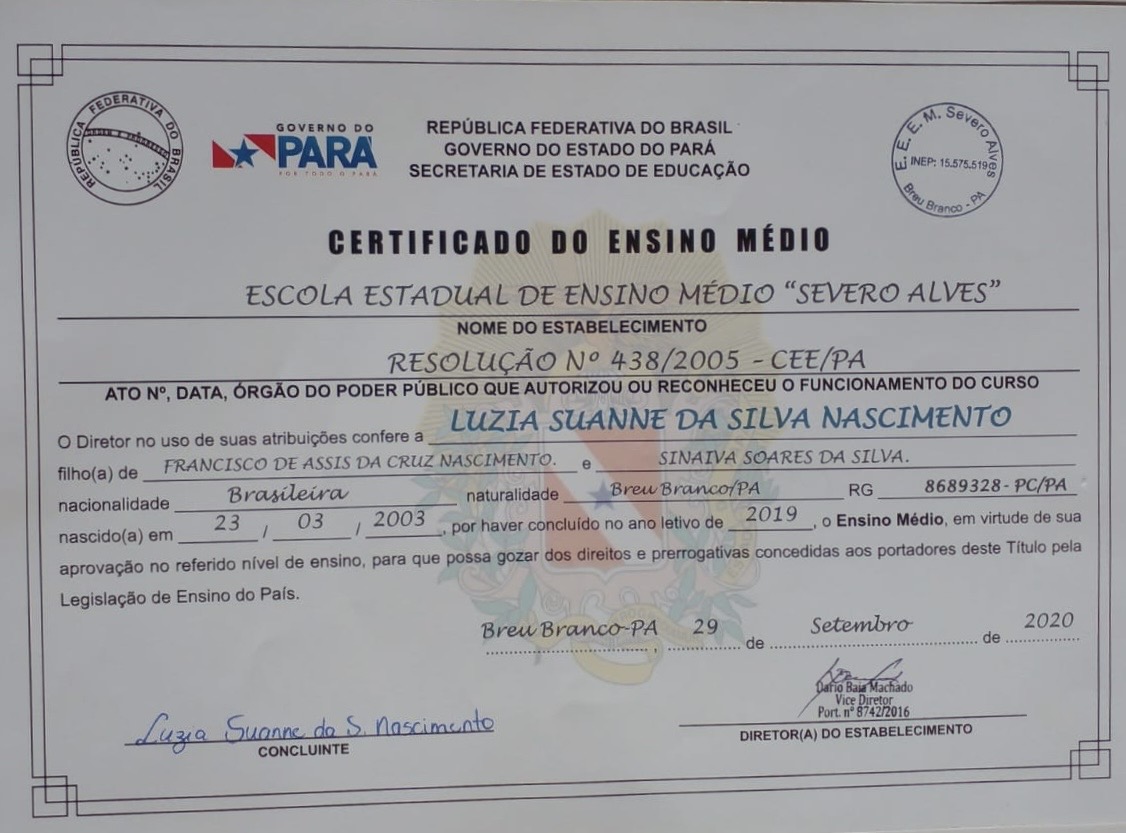 REPÚBLICA FEDERATIVA DO BRASIL
ORDEM E PROGRESSO
GOVERNO DO
PARÁ
POR TODO O PARÁ
REPÚBLICA FEDERATIVA DO BRASIL
GOVERNO DO ESTADO DO PARÁ
SECRETARIA DE ESTADO DE EDUCAÇÃO
E. E. E. M. Severo Alves
INEP: 15.575.519
Breu Branco - PA
CERTIFICADO DO ENSINO MÉDIO
ESCOLA ESTADUAL DE ENSINO MÉDIO “SEVERO ALVES”
NOME DO ESTABELECIMENTO
RESOLUÇÃO Nº 438/2005 - CEE/PA
ATO Nº, DATA, ÓRGÃO DO PODER PÚBLICO QUE AUTORIZOU OU RECONHECEU O FUNCIONAMENTO DO CURSO
O Diretor no uso de suas atribuições confere a LUZIA SUANNE DA SILVA NASCIMENTO
filho(a) de FRANCISCO DE ASSIS DA CRUZ NASCIMENTO. e SINAIVA SOARES DA SILVA.
nacionalidade Brasileira naturalidade Breu Branco/PA RG 8689328 - PC/PA
nascido(a) em 23 / 03 / 2003, por haver concluído no ano letivo de 2019, o Ensino Médio, em virtude de sua
aprovação no referido nível de ensino, para que possa gozar dos direitos e prerrogativas concedidas aos portadores deste Título pela
Legislação de Ensino do País.
Breu Branco-PA, 29 de Setembro de 2020
Dario Baia Machado
Vice Diretor
Port. nº 8742/2016
DIRETOR(A) DO ESTABELECIMENTO
Luzia Suanne da S. Nascimento
CONCLUINTE